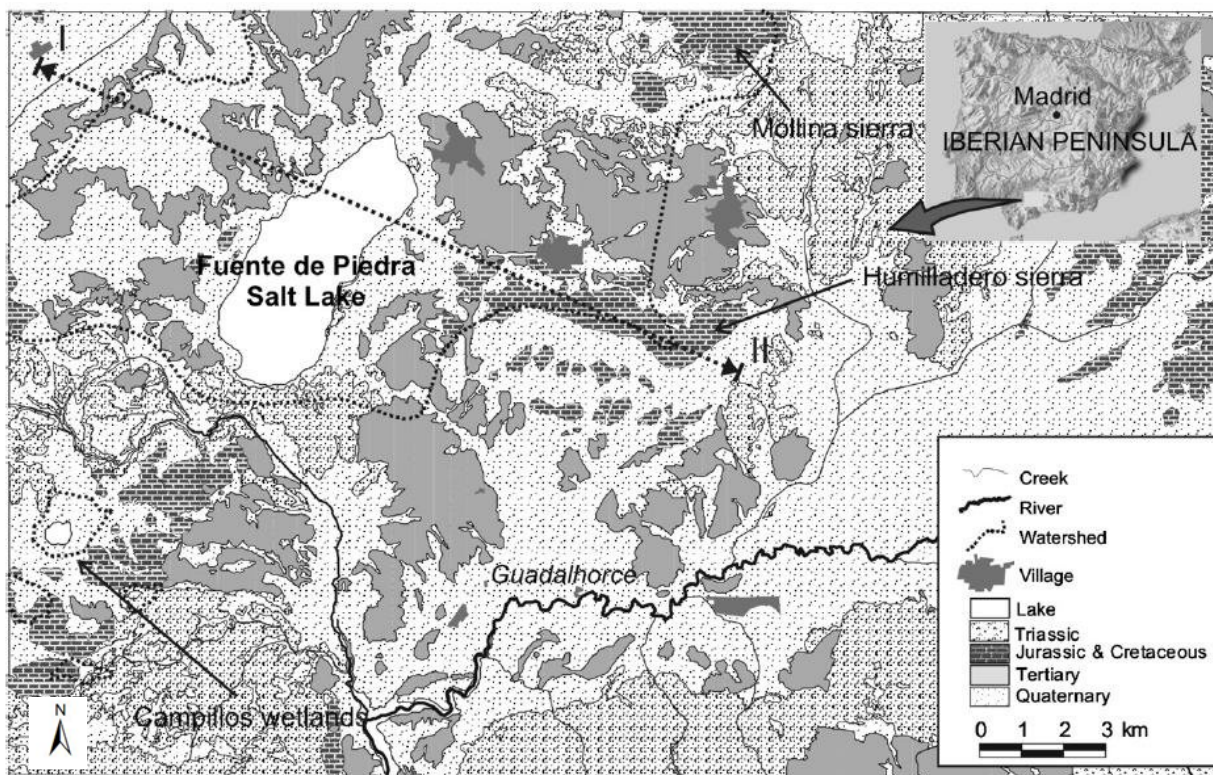 I
Mollina sierra
Madrid
IBERIAN PENINSULA
Fuente de Piedra
Salt Lake
Humilladero sierra
II
Guadalhorce
Campillos wetlands
N
Creek
River
Watershed
Village
Lake
Triassic
Jurassic & Cretaceous
Tertiary
Quaternary
0 1 2 3 km